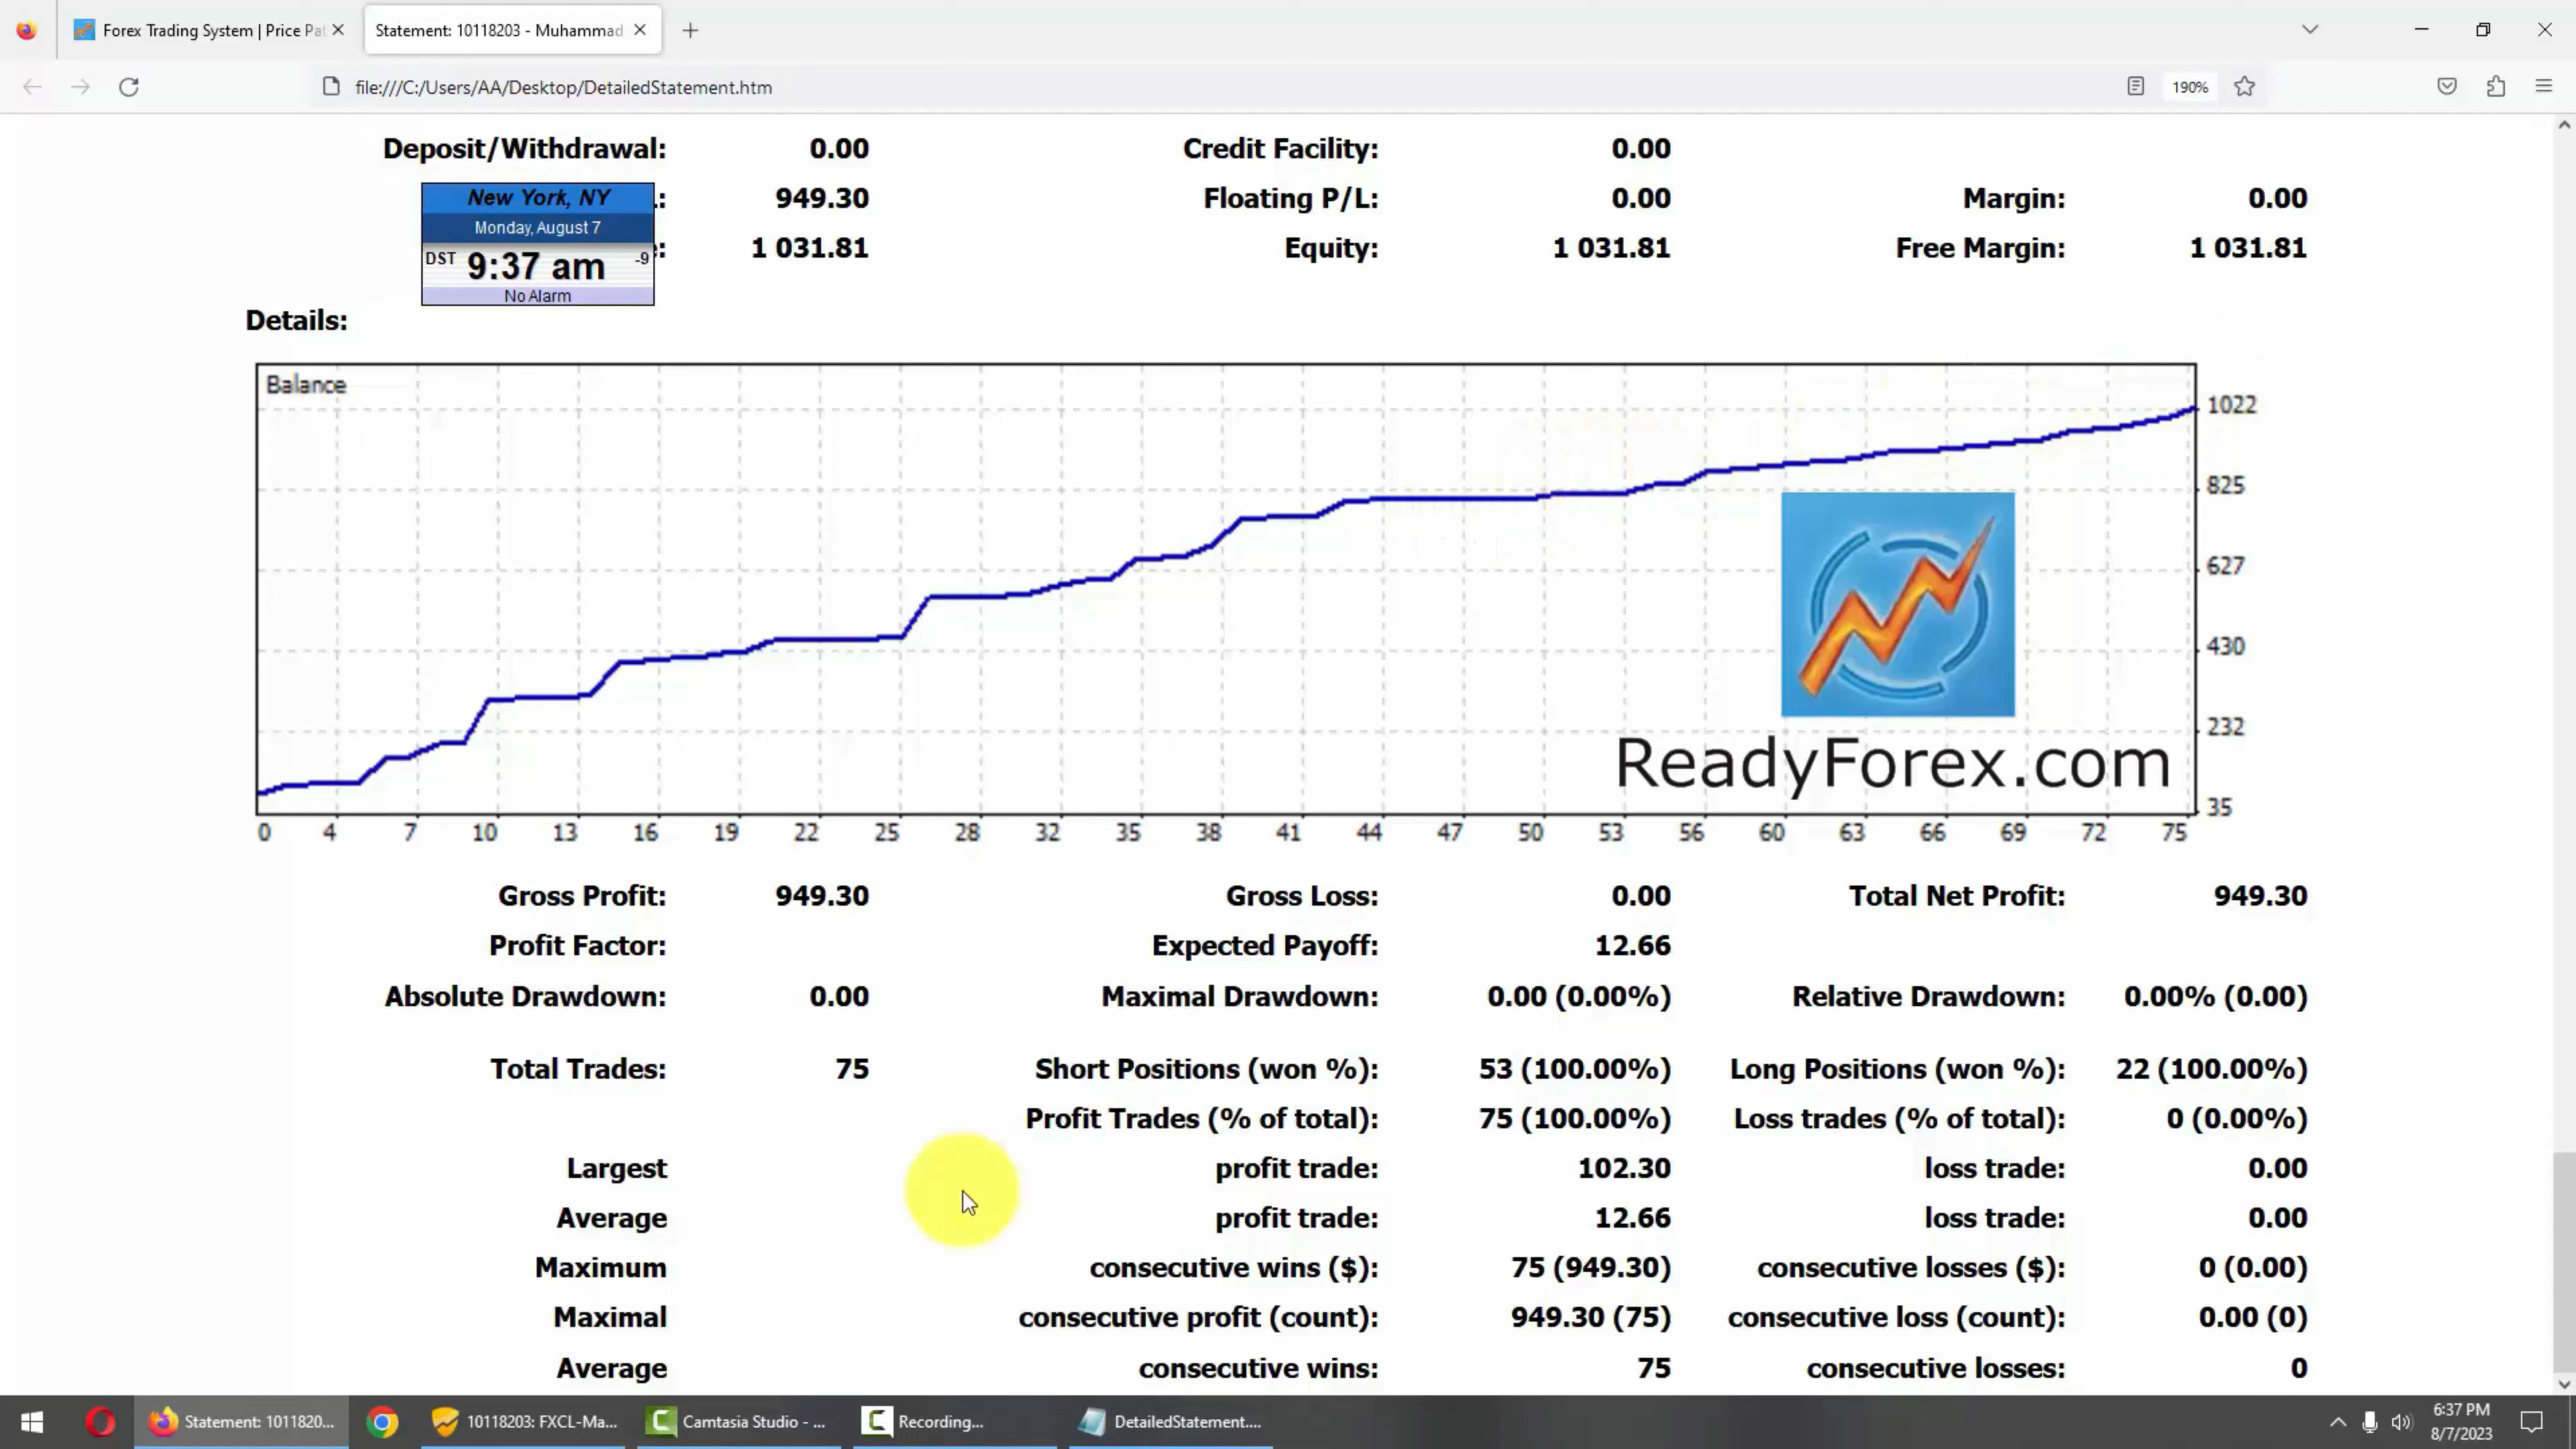 Forex Trading System | Price Pat
Statement: 10118203 - Muhammad
file:///C:/Users/AA/Desktop/DetailedStatement.htm
190%
Deposit/Withdrawal: 0.00 Credit Facility: 0.00
949.30 Floating P/L: 0.00 Margin: 0.00
1 031.81 Equity: 1 031.81 Free Margin: 1 031.81
New York, NY
Monday, August 7
DST 9:37 am -9
No Alarm
Details:
Balance
1022
825
627
430
232
35
ReadyForex.com
0 4 7 10 13 16 19 22 25 28 32 35 38 41 44 47 50 53 56 60 63 66 69 72 75
Gross Profit: 949.30 Gross Loss: 0.00 Total Net Profit: 949.30
Profit Factor: Expected Payoff: 12.66
Absolute Drawdown: 0.00 Maximal Drawdown: 0.00 (0.00%) Relative Drawdown: 0.00% (0.00)
Total Trades: 75 Short Positions (won %): 53 (100.00%) Long Positions (won %): 22 (100.00%)
Profit Trades (% of total): 75 (100.00%) Loss trades (% of total): 0 (0.00%)
Largest profit trade: 102.30 loss trade: 0.00
Average profit trade: 12.66 loss trade: 0.00
Maximum consecutive wins ($): 75 (949.30) consecutive losses ($): 0 (0.00)
Maximal consecutive profit (count): 949.30 (75) consecutive loss (count): 0.00 (0)
Average consecutive wins: 75 consecutive losses: 0
Statement: 1011820... 10118203: FXCL-Ma... Camtasia Studio - ... Recording... DetailedStatement....
6:37 PM
8/7/2023